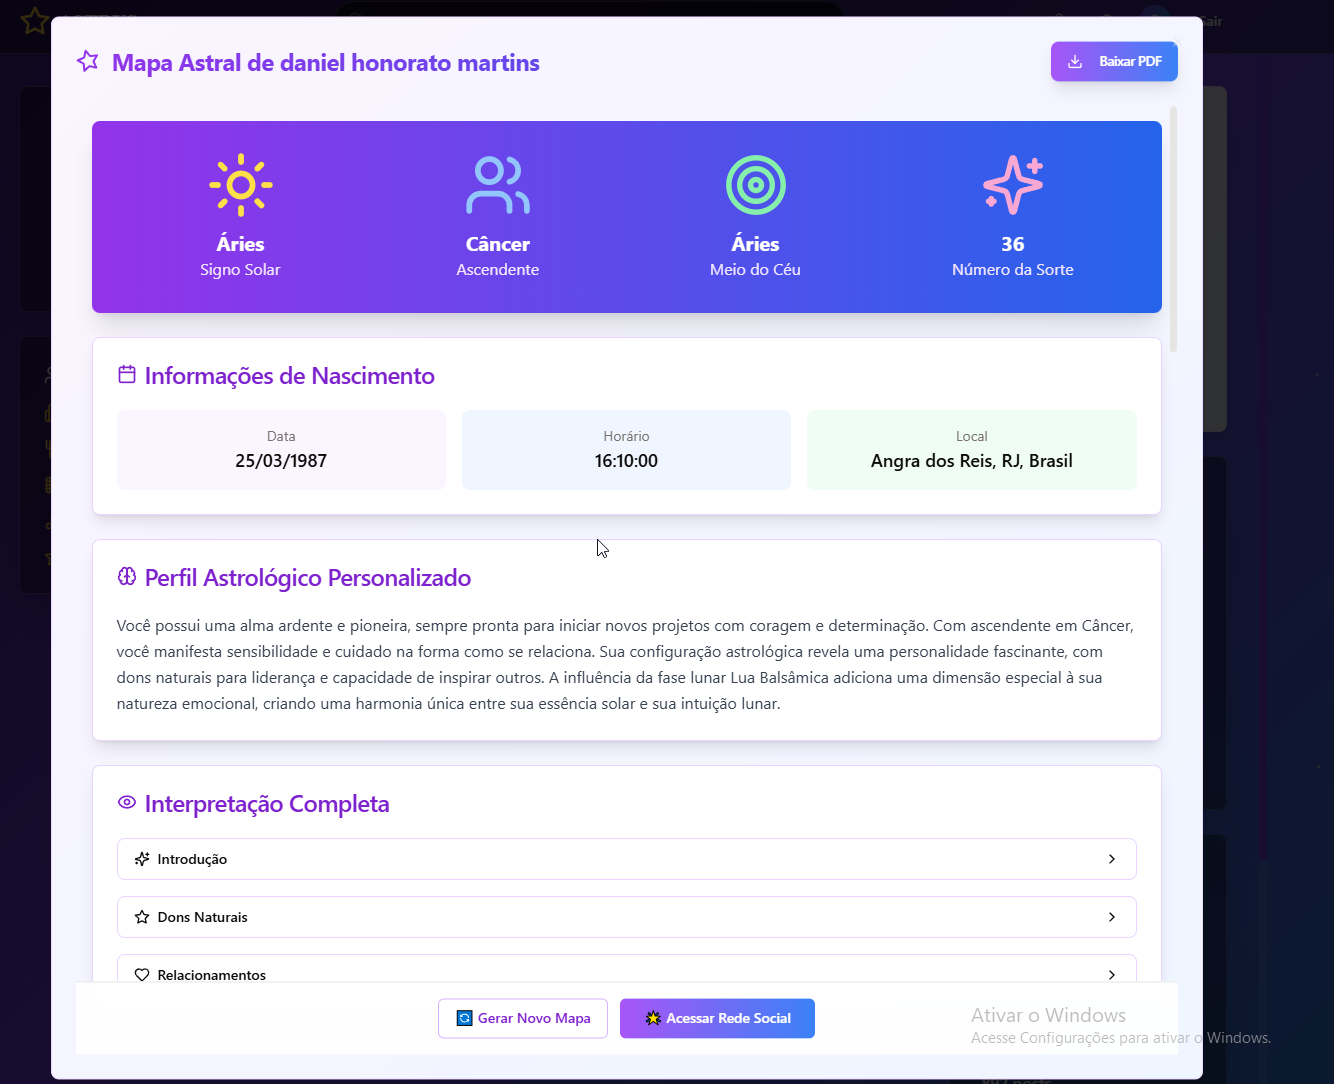 Mapa Astral de daniel honorato martins
Baixar PDF
Sair
Áries
Signo Solar
Câncer
Ascendente
Áries
Meio do Céu
36
Número da Sorte
Informações de Nascimento
Data
25/03/1987
Horário
16:10:00
Local
Angra dos Reis, RJ, Brasil
Perfil Astrológico Personalizado
Você possui uma alma ardente e pioneira, sempre pronta para iniciar novos projetos com coragem e determinação. Com ascendente em Câncer,
você manifesta sensibilidade e cuidado na forma como se relaciona. Sua configuração astrológica revela uma personalidade fascinante, com
dons naturais para liderança e capacidade de inspirar outros. A influência da fase lunar Lua Balsâmica adiciona uma dimensão especial à sua
natureza emocional, criando uma harmonia única entre sua essência solar e sua intuição lunar.
Interpretação Completa
Introdução
Dons Naturais
Relacionamentos
Gerar Novo Mapa
Acessar Rede Social
Ativar o Windows
Acesse Configurações para ativar o Windows.